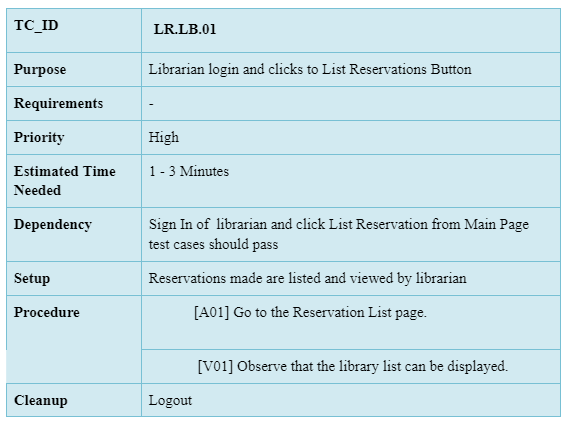 TC_ID LR.LB.01
Purpose Librarian login and clicks to List Reservations Button
Requirements -
Priority High
Estimated Time Needed 1 - 3 Minutes
Dependency Sign In of librarian and click List Reservation from Main Page
test cases should pass
Setup Reservations made are listed and viewed by librarian
Procedure [A01] Go to the Reservation List page.
[V01] Observe that the library list can be displayed.
Cleanup Logout